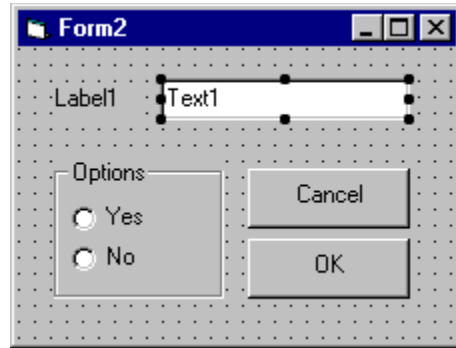 Form2
Label1 Text1
Options
Yes
No
Cancel
OK